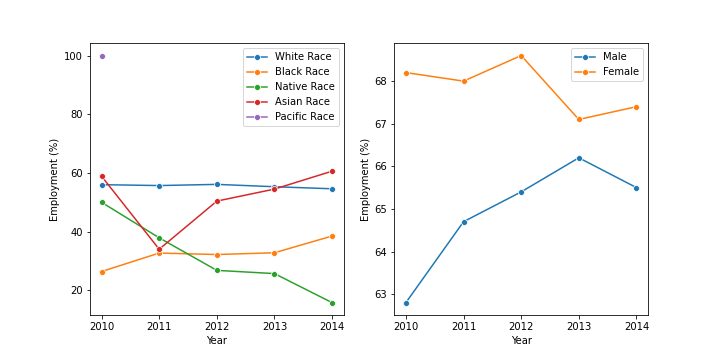 Employment (%)
100
80
60
40
20
2010 2011 2012 2013 2014
Year
White Race
Black Race
Native Race
Asian Race
Pacific Race
Employment (%)
68
67
66
65
64
63
2010 2011 2012 2013 2014
Year
Male
Female